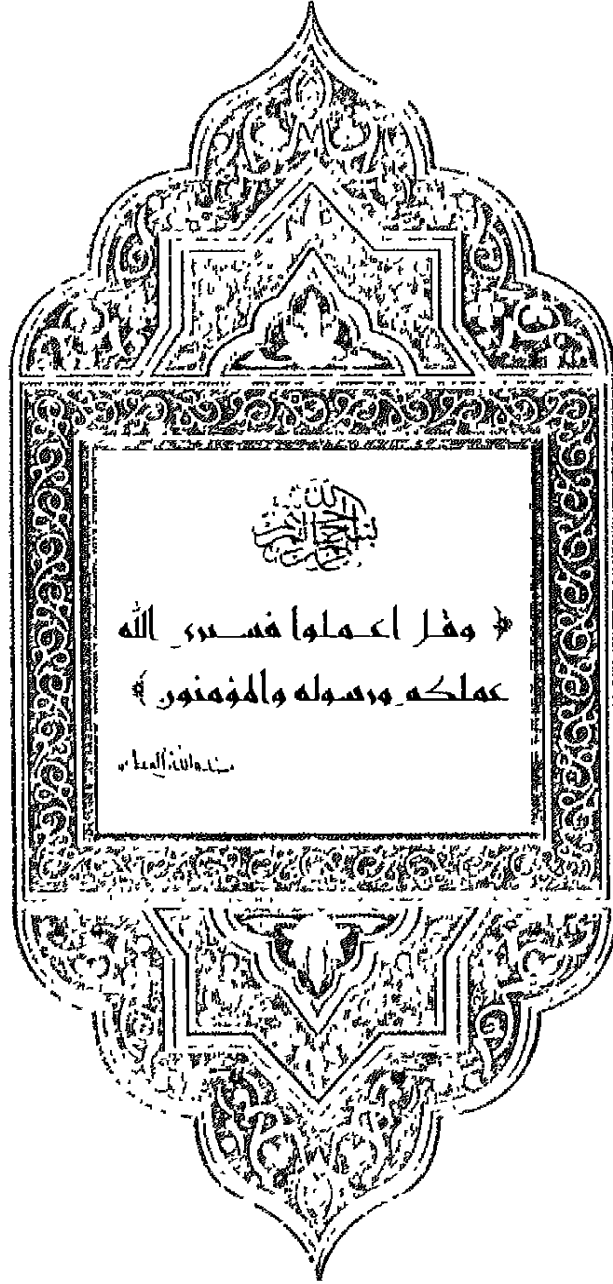 بسم الله الرحمن الرحيم
﴿ وقل اعملوا فسيرى الله
عملكم ورسوله والمؤمنون ﴾
صدق الله العظيم